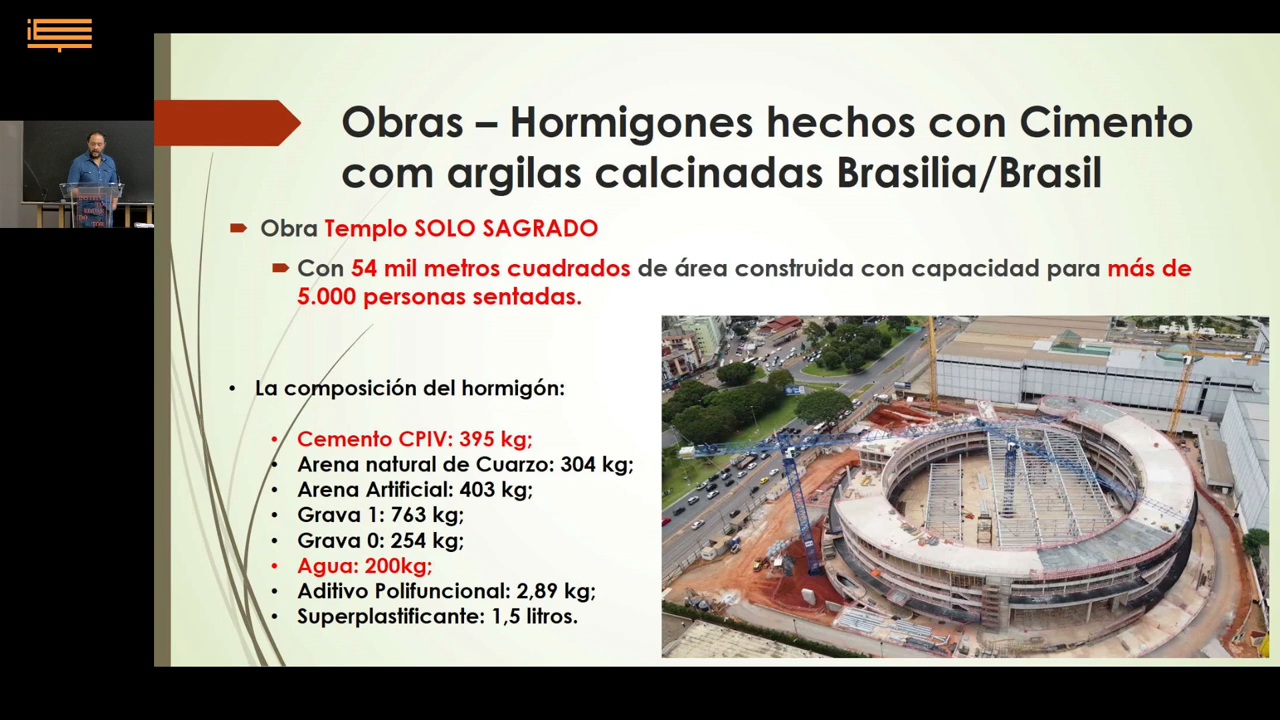 Obras – Hormigones hechos con Cimento
com argilas calcinadas Brasilia/Brasil
Obra Templo SOLO SAGRADO
Con 54 mil metros cuadrados de área construida con capacidad para más de
5.000 personas sentadas.
• La composición del hormigón:
• Cemento CPIV: 395 kg;
• Arena natural de Cuarzo: 304 kg;
• Arena Artificial: 403 kg;
• Grava 1: 763 kg;
• Grava 0: 254 kg;
• Agua: 200kg;
• Aditivo Polifuncional: 2,89 kg;
• Superplastificante: 1,5 litros.